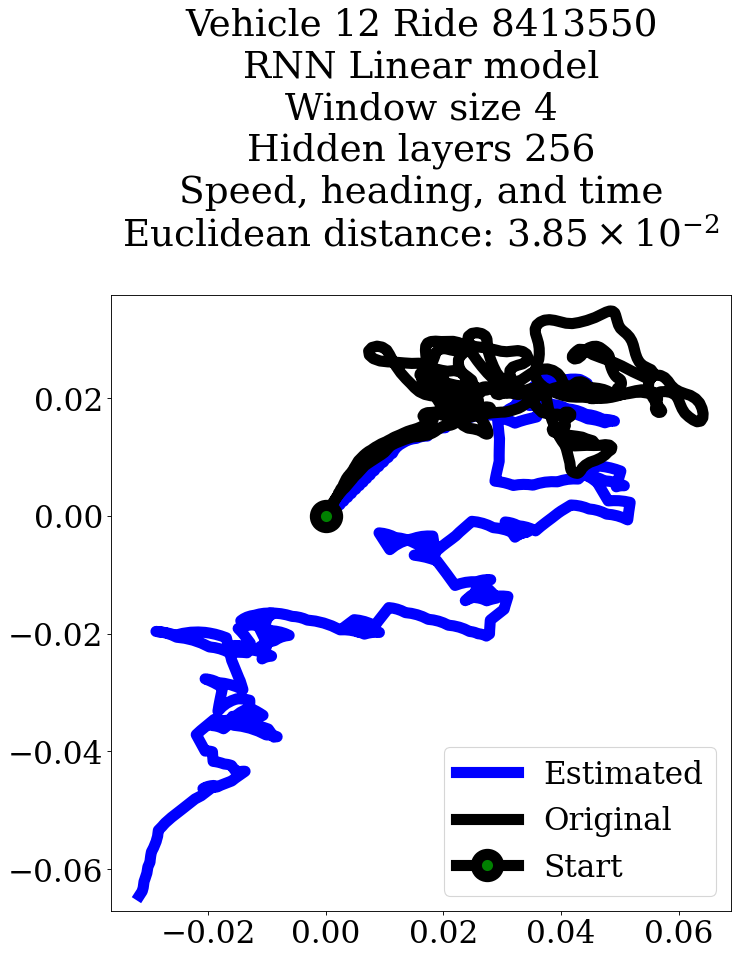 Vehicle 12 Ride 8413550
RNN Linear model
Window size 4
Hidden layers 256
Speed, heading, and time
Euclidean distance: 3.85 × 10⁻²
0.02
0.00
−0.02
−0.04
−0.06
Estimated
Original
Start
−0.02 0.00 0.02 0.04 0.06